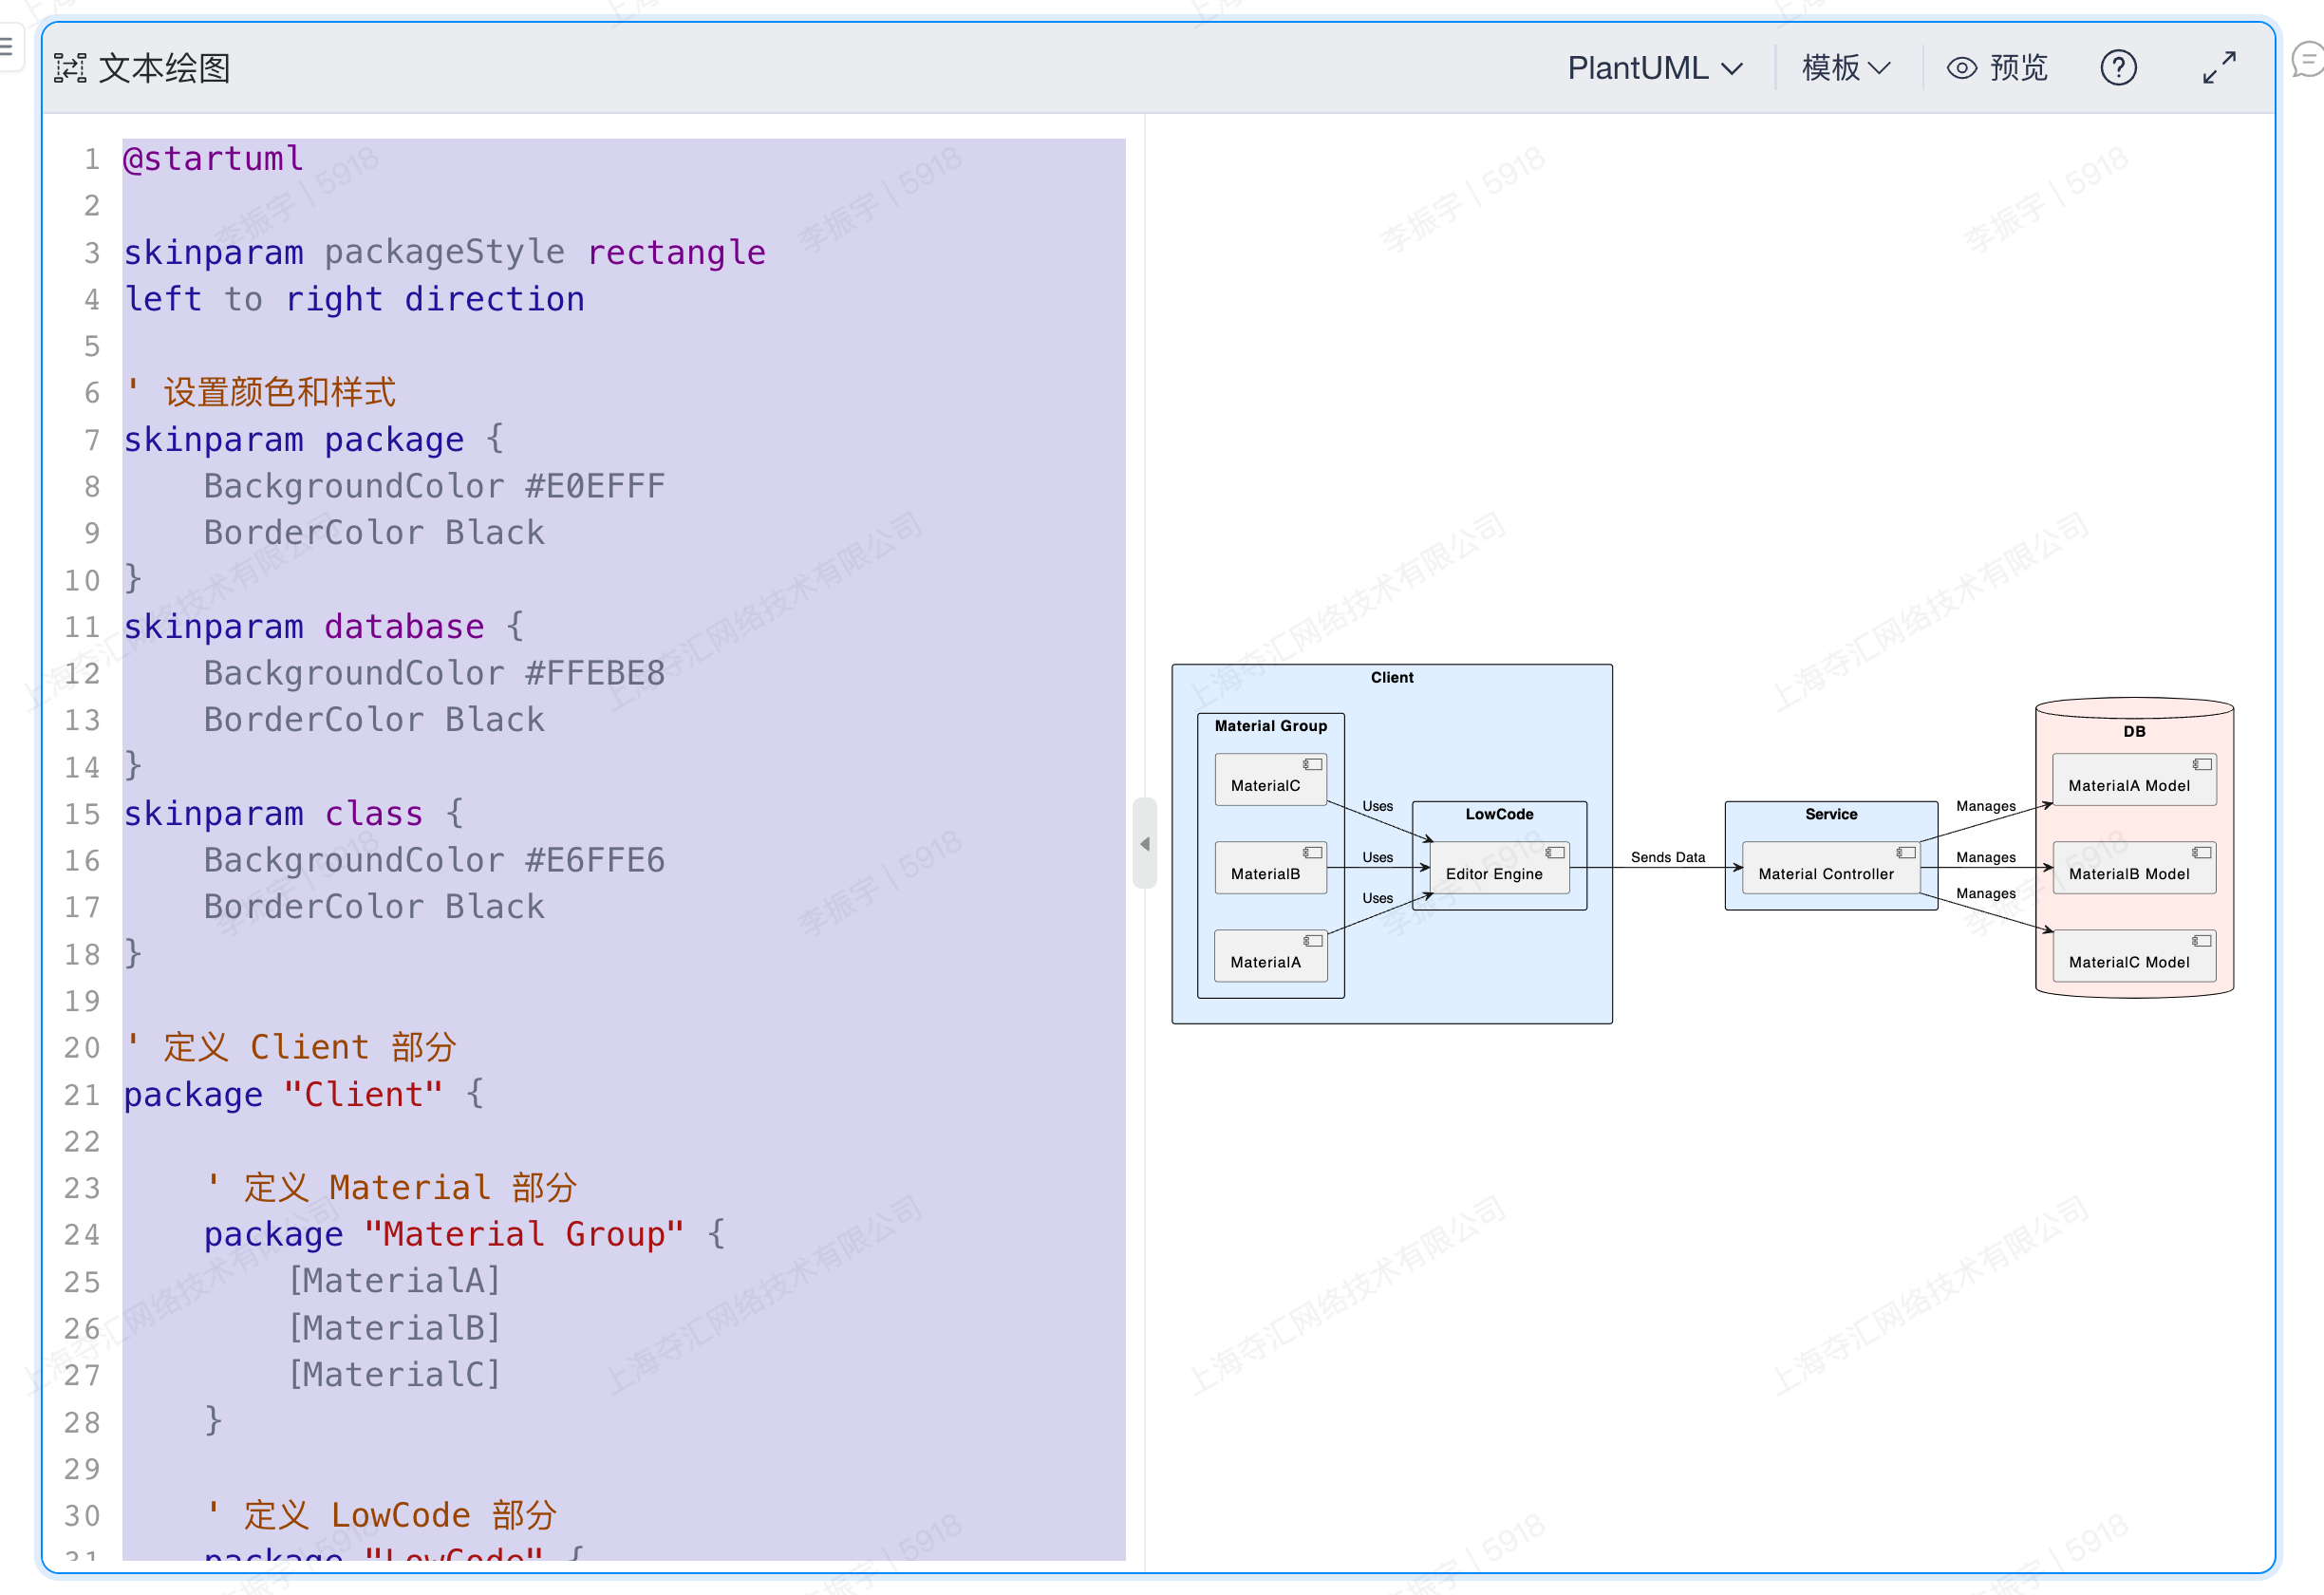 文本绘图
PlantUML
模板
预览
1 @startuml
2
3 skinparam packageStyle rectangle
4 left to right direction
5
6 ' 设置颜色和样式
7 skinparam package {
8 BackgroundColor #E0EFFF
9 BorderColor Black
10 }
11 skinparam database {
12 BackgroundColor #FFEBE8
13 BorderColor Black
14 }
15 skinparam class {
16 BackgroundColor #E6FFE6
17 BorderColor Black
18 }
19
20 ' 定义 Client 部分
21 package "Client" {
22
23 ' 定义 Material 部分
24 package "Material Group" {
25 [MaterialA]
26 [MaterialB]
27 [MaterialC]
28 }
29
30 ' 定义 LowCode 部分
31 package "LowCode" {
Client
Material Group
MaterialC
MaterialB
MaterialA
Uses
Uses
Uses
LowCode
Editor Engine
Sends Data
Service
Material Controller
Manages
Manages
Manages
DB
MaterialA Model
MaterialB Model
MaterialC Model
李振宇 | 5918
上海夺汇网络技术有限公司